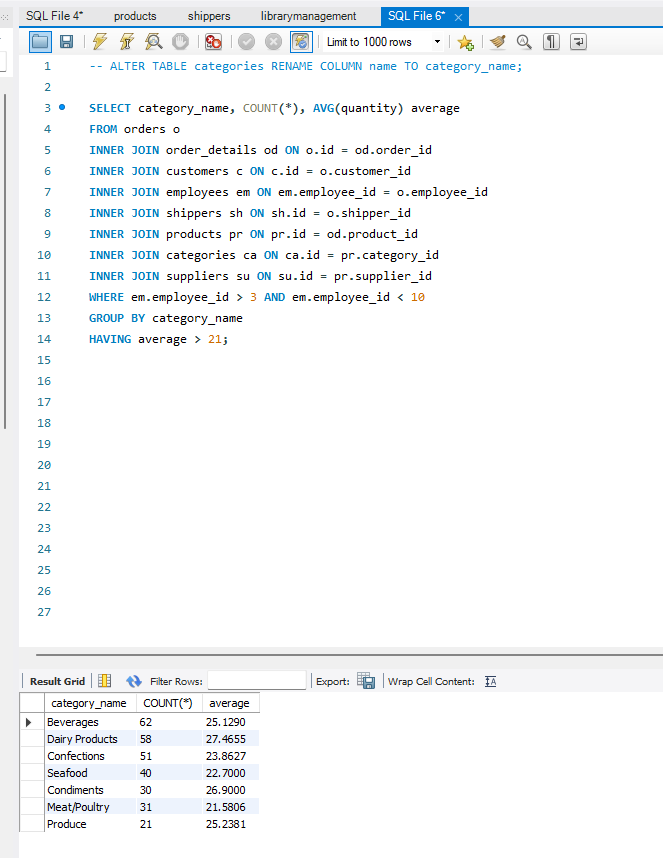 SQL File 4* products shippers librarymanagement SQL File 6*
Limit to 1000 rows
1 -- ALTER TABLE categories RENAME COLUMN name TO category_name;
2
3 SELECT category_name, COUNT(*), AVG(quantity) average
4 FROM orders o
5 INNER JOIN order_details od ON o.id = od.order_id
6 INNER JOIN customers c ON c.id = o.customer_id
7 INNER JOIN employees em ON em.employee_id = o.employee_id
8 INNER JOIN shippers sh ON sh.id = o.shipper_id
9 INNER JOIN products pr ON pr.id = od.product_id
10 INNER JOIN categories ca ON ca.id = pr.category_id
11 INNER JOIN suppliers su ON su.id = pr.supplier_id
12 WHERE em.employee_id > 3 AND em.employee_id < 10
13 GROUP BY category_name
14 HAVING average > 21;
15
16
17
18
19
20
21
22
23
24
25
26
27
Result Grid Filter Rows: Export: Wrap Cell Content: IA
category_name COUNT(*) average
Beverages 62 25.1290
Dairy Products 58 27.4655
Confections 51 23.8627
Seafood 40 22.7000
Condiments 30 26.9000
Meat/Poultry 31 21.5806
Produce 21 25.2381